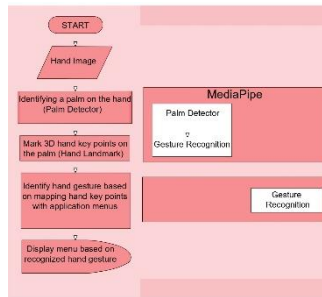 START
Hand Image
Identifying a palm on the hand
(Palm Detector)
MediaPipe
Palm Detector
Gesture Recognition
Mark 3D hand key points on
the palm (Hand Landmark)
Identify hand gesture based
on mapping hand key points
with application menus
Gesture
Recognition
Display menu based on
recognized hand gesture